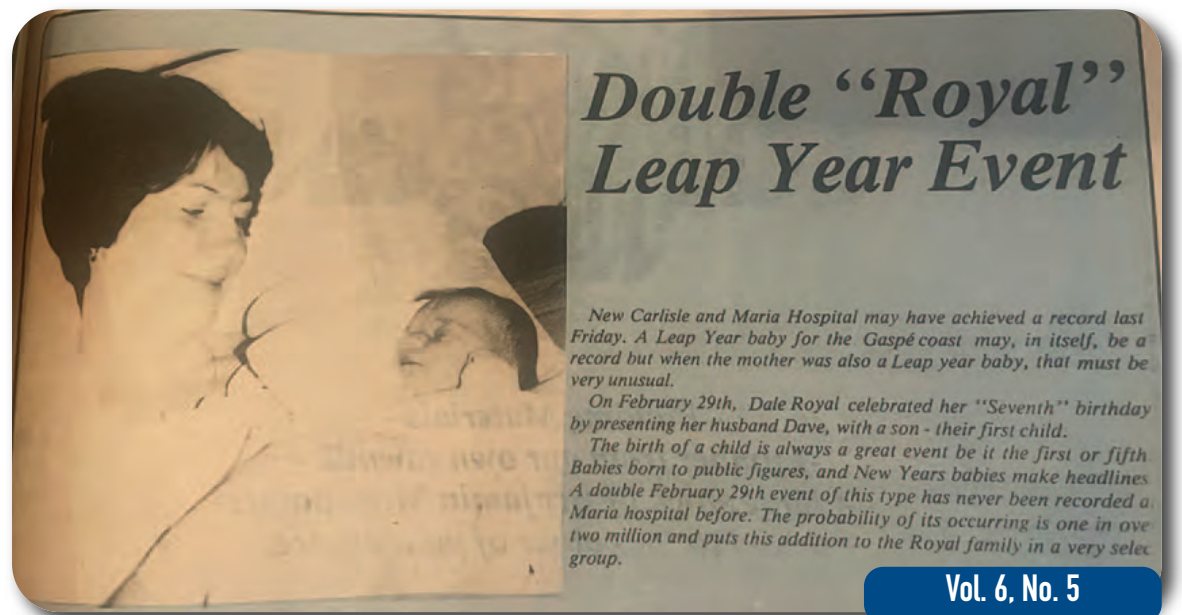 Double “Royal”
Leap Year Event
New Carlisle and Maria Hospital may have achieved a record last
Friday. A Leap Year baby for the Gaspé coast may, in itself, be a
record but when the mother was also a Leap year baby, that must be
very unusual.
On February 29th, Dale Royal celebrated her "Seventh" birthday
by presenting her husband Dave, with a son - their first child.
The birth of a child is always a great event be it the first or fifth
Babies born to public figures, and New Years babies make headlines
A double February 29th event of this type has never been recorded a
Maria hospital before. The probability of its occurring is one in ove
two million and puts this addition to the Royal family in a very selec
group.
Vol. 6, No. 5